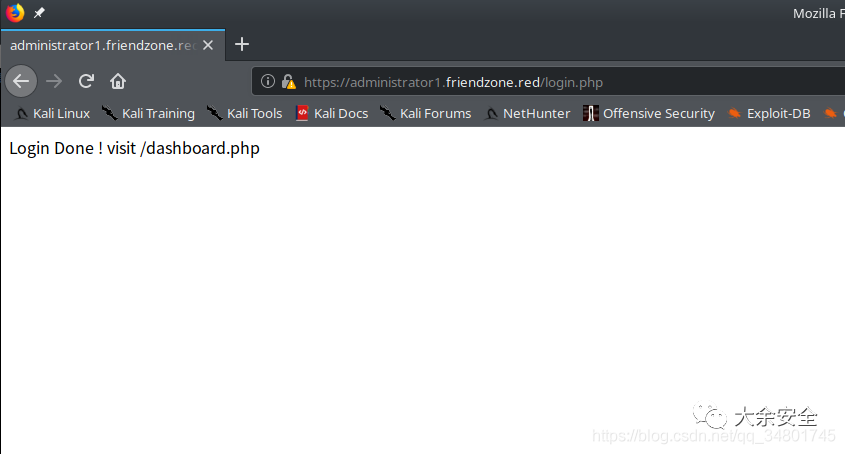 Mozilla F
administrator1.friendzone.red
https://administrator1.friendzone.red/login.php
Kali Linux Kali Training Kali Tools Kali Docs Kali Forums NetHunter Offensive Security Exploit-DB
Login Done ! visit /dashboard.php
大余安全
https://blog.csdn.net/qq_34801745